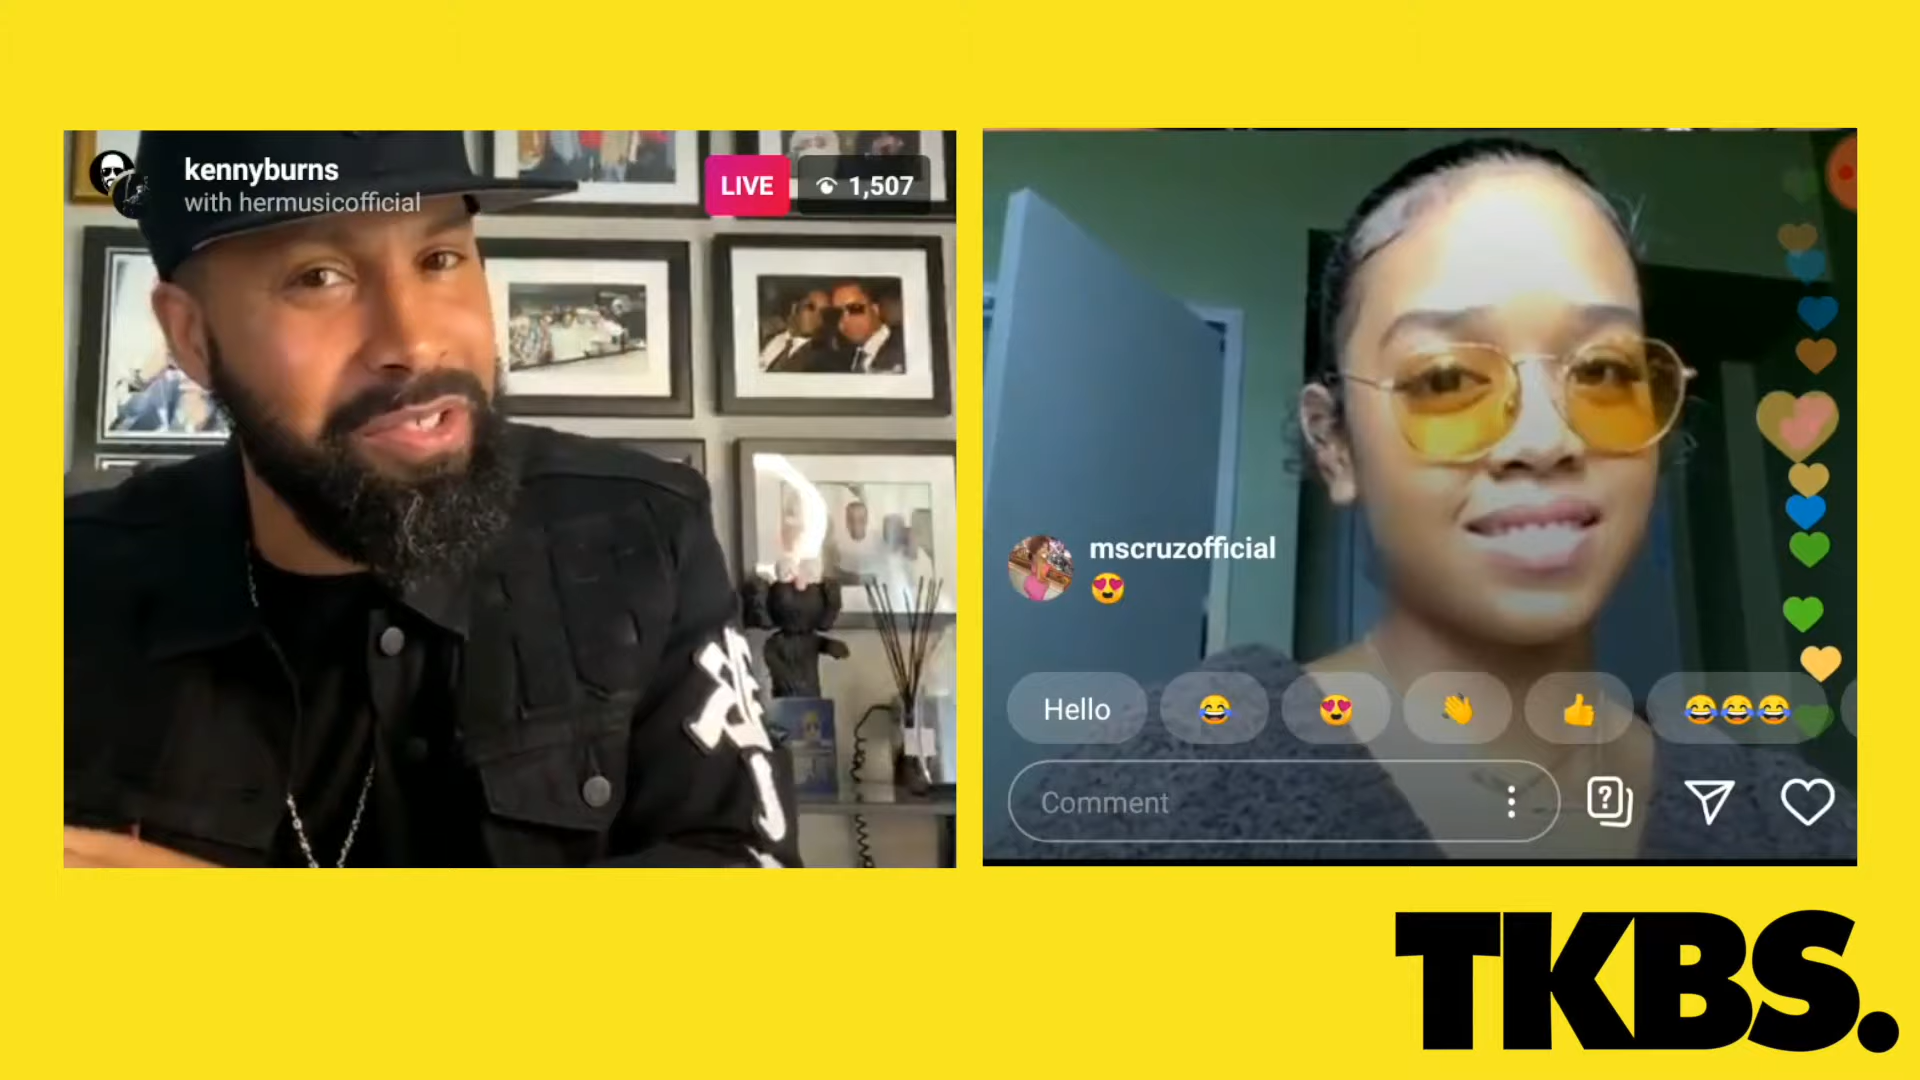 kennyburns
with hermusicofficial
LIVE
1,507
mscruzofficial
Hello
Comment
TKBS.